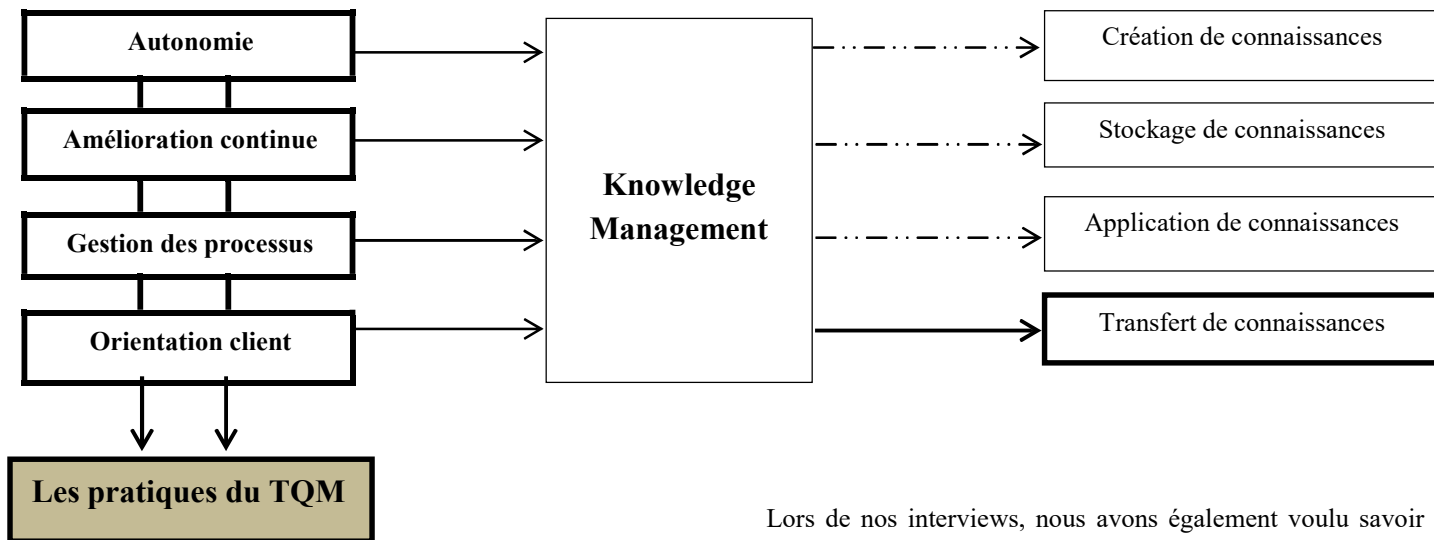 Autonomie
Amélioration continue
Gestion des processus
Orientation client
Les pratiques du TQM
Knowledge
Management
Création de connaissances
Stockage de connaissances
Application de connaissances
Transfert de connaissances
Lors de nos interviews, nous avons également voulu savoir